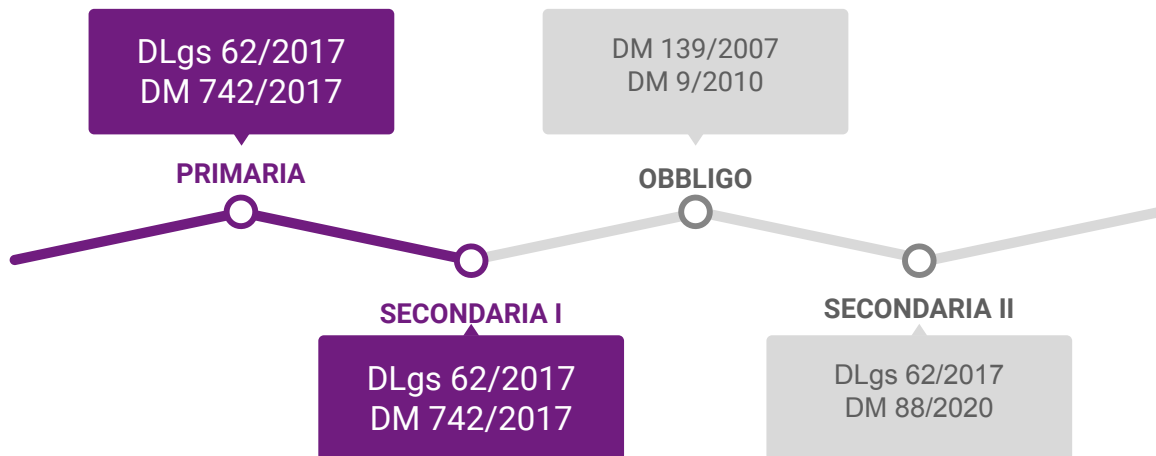 DLgs 62/2017
DM 742/2017
PRIMARIA
DM 139/2007
DM 9/2010
OBBLIGO
SECONDARIA I
DLgs 62/2017
DM 742/2017
SECONDARIA II
DLgs 62/2017
DM 88/2020